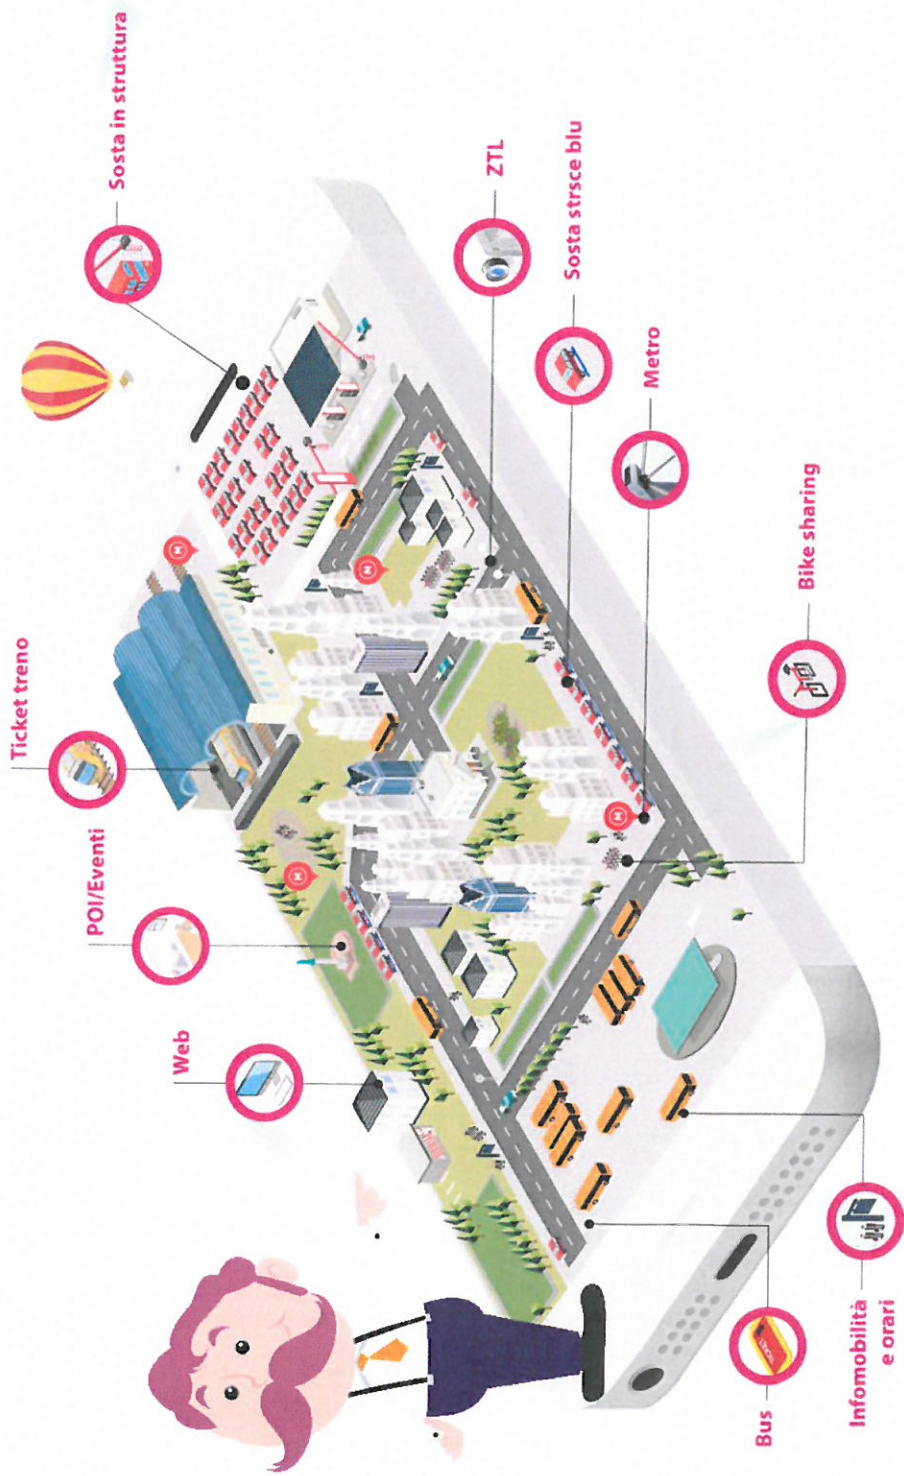 Web
POI/Eventi
Ticket treno
Sosta in struttura
ZTL
Sosta strsce blu
Metro
Bike sharing
Infomobilità
e orari
Bus
M
M
M
M